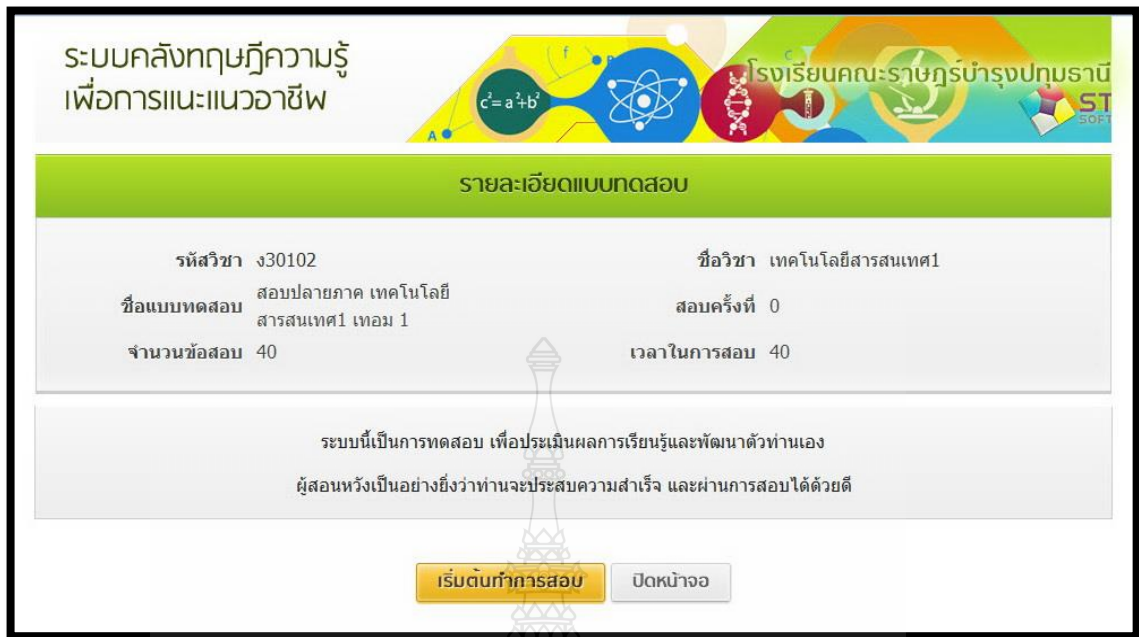 ระบบคลังทฤษฎีความรู้
เพื่อการแนะแนวอาชีพ
โรงเรียนคณะราษฎร์บำรุงปทุมธานี
f
c
A
c²= a²+b²
ST
SOFT
รายละเอียดแบบทดสอบ
รหัสวิชา ง30102 ชื่อวิชา เทคโนโลยีสารสนเทศ1
ชื่อแบบทดสอบ สอบปลายภาค เทคโนโลยี
สารสนเทศ1 เทอม 1 สอบครั้งที่ 0
จำนวนข้อสอบ 40 เวลาในการสอบ 40
ระบบนี้เป็นการทดสอบ เพื่อประเมินผลการเรียนรู้และพัฒนาตัวท่านเอง
ผู้สอนหวังเป็นอย่างยิ่งว่าท่านจะประสบความสำเร็จ และผ่านการสอบได้ด้วยดี
เริ่มต้นทำการสอบ ปิดหน้าจอ